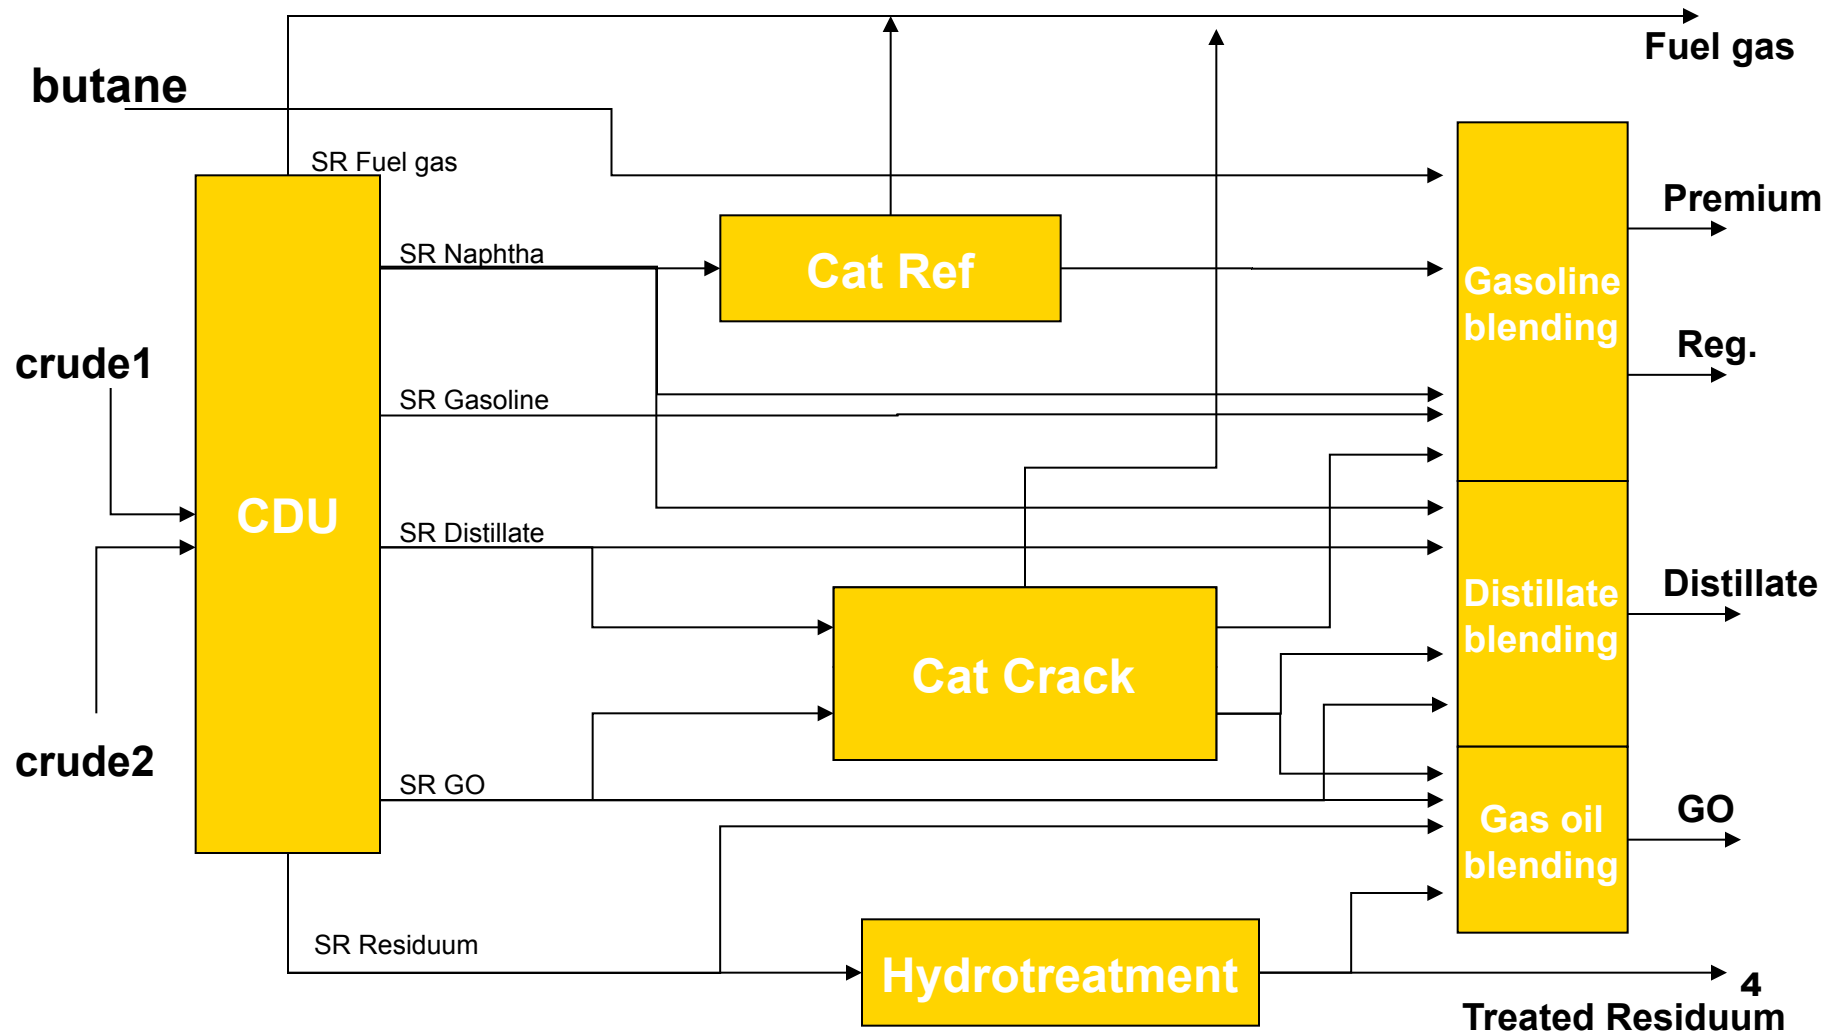 Fuel gas
butane
SR Fuel gas
Premium
SR Naphtha
Cat Ref
Gasoline
blending
Reg.
crude1
SR Gasoline
CDU
SR Distillate
Distillate
Distillate
blending
Cat Crack
crude2
SR GO
GO
Gas oil
blending
SR Residuum
Hydrotreatment
4
Treated Residuum